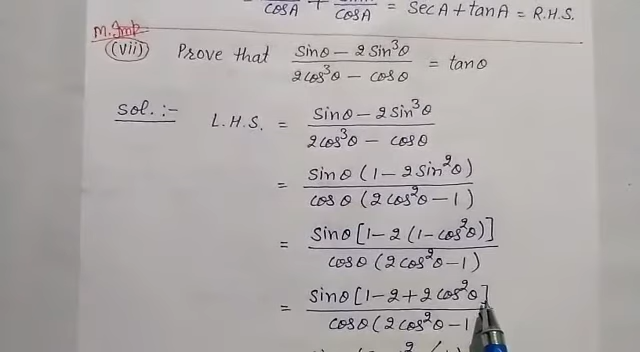 cosA + cosA = SecA + tanA = R.H.S.
M.Imp
(vii) Prove that sinθ - 2sin³θ / 2cos³θ - cosθ = tanθ
Sol. :- L.H.S. = sinθ - 2sin³θ / 2cos³θ - cosθ
= sinθ (1 - 2sin²θ) / cosθ (2cos²θ - 1)
= sinθ [1 - 2 (1 - cos²θ)] / cosθ (2cos²θ - 1)
= sinθ [1 - 2 + 2cos²θ] / cosθ (2cos²θ - 1